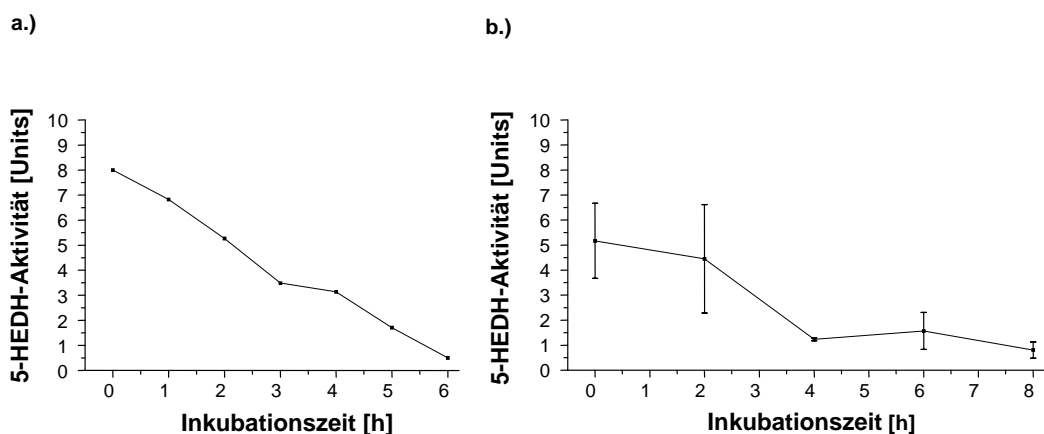 a.)
5-HEDH-Aktivität [Units]
10
9
8
7
6
5
4
3
2
1
0
0 1 2 3 4 5 6
Inkubationszeit [h]
b.)
5-HEDH-Aktivität [Units]
10
9
8
7
6
5
4
3
2
1
0
0 1 2 3 4 5 6 7 8
Inkubationszeit [h]